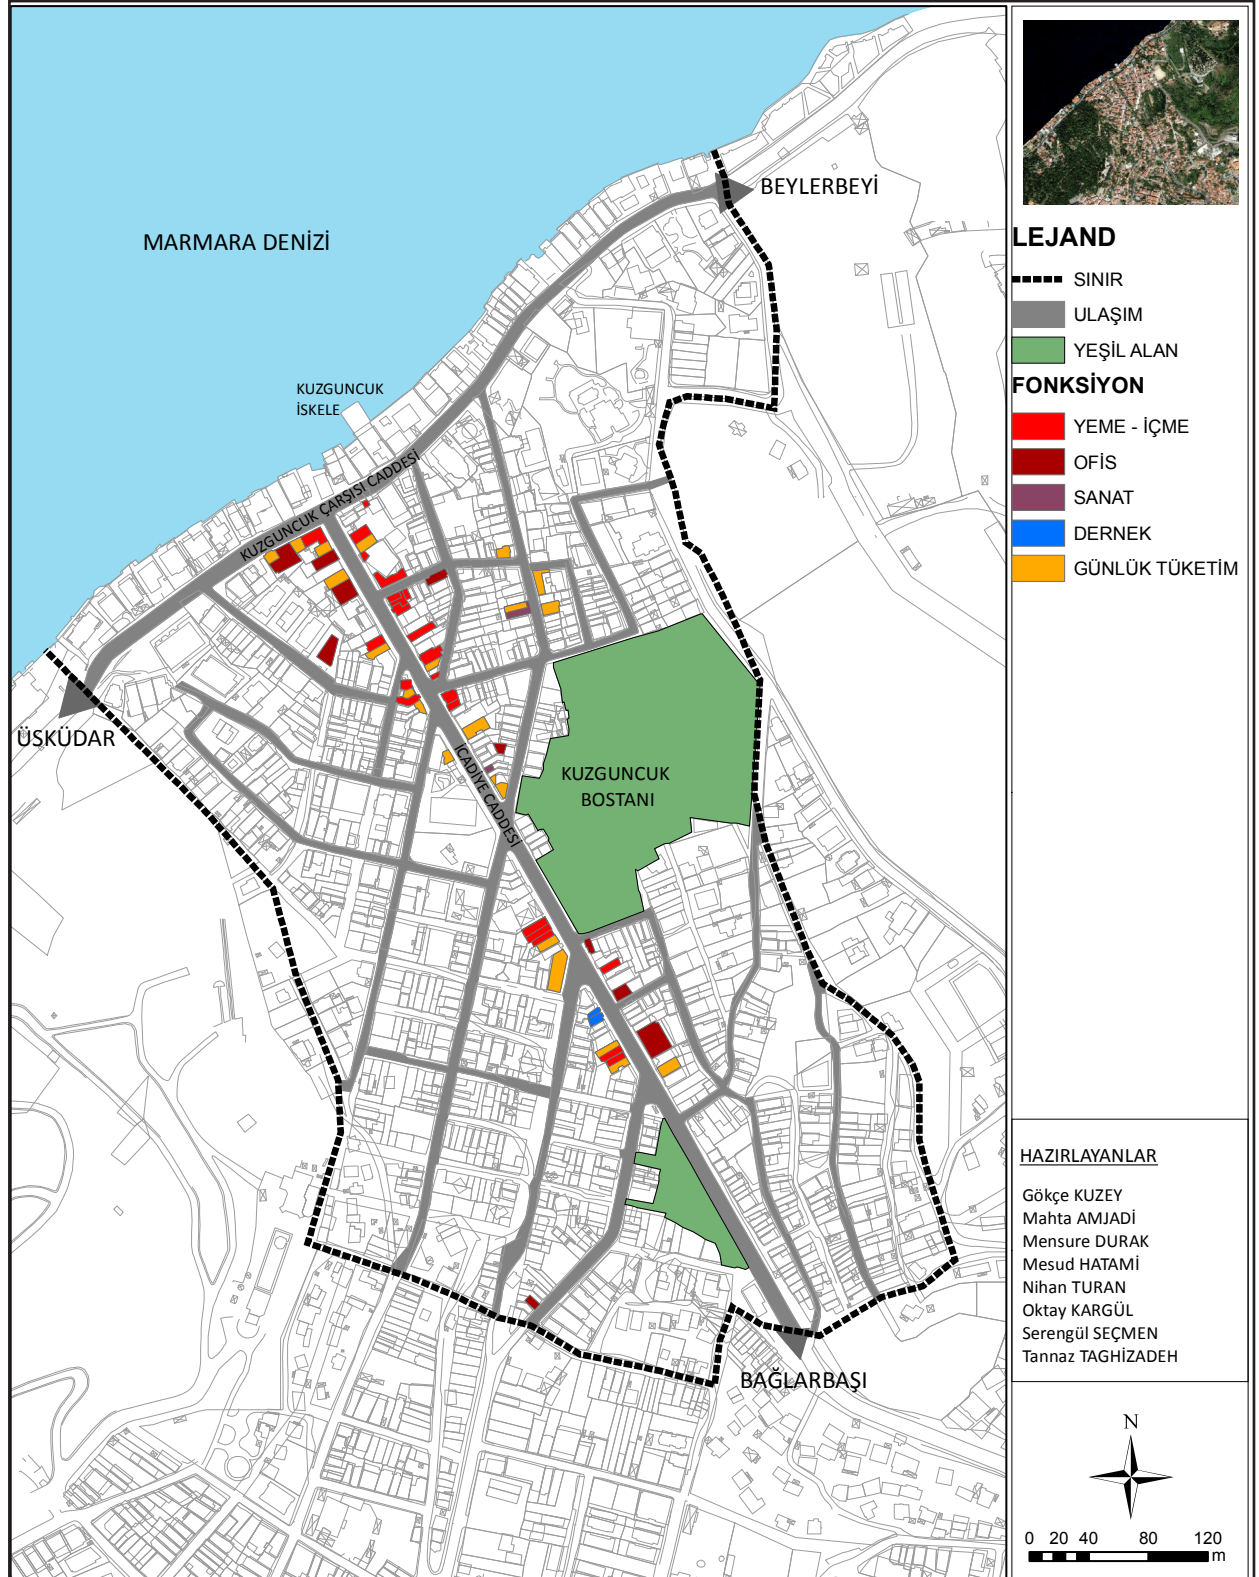 BEYLERBEYİ
MARMARA DENİZİ
KUZGUNCUK
İSKELE
KUZGUNCUK ÇARŞISI CADDESİ
ÜSKÜDAR
İCADİYE CADDESİ
KUZGUNCUK
BOSTANI
BAĞLARBAŞI
LEJAND
SINIR
ULAŞIM
YEŞİL ALAN
FONKSİYON
YEME - İÇME
OFİS
SANAT
DERNEK
GÜNLÜK TÜKETİM
HAZIRLAYANLAR
Gökçe KUZEY
Mahta AMJADİ
Mensure DURAK
Mesud HATAMİ
Nihan TURAN
Oktay KARGÜL
Serengül SEÇMEN
Tannaz TAGHİZADEH
N
0 20 40 80 120
m